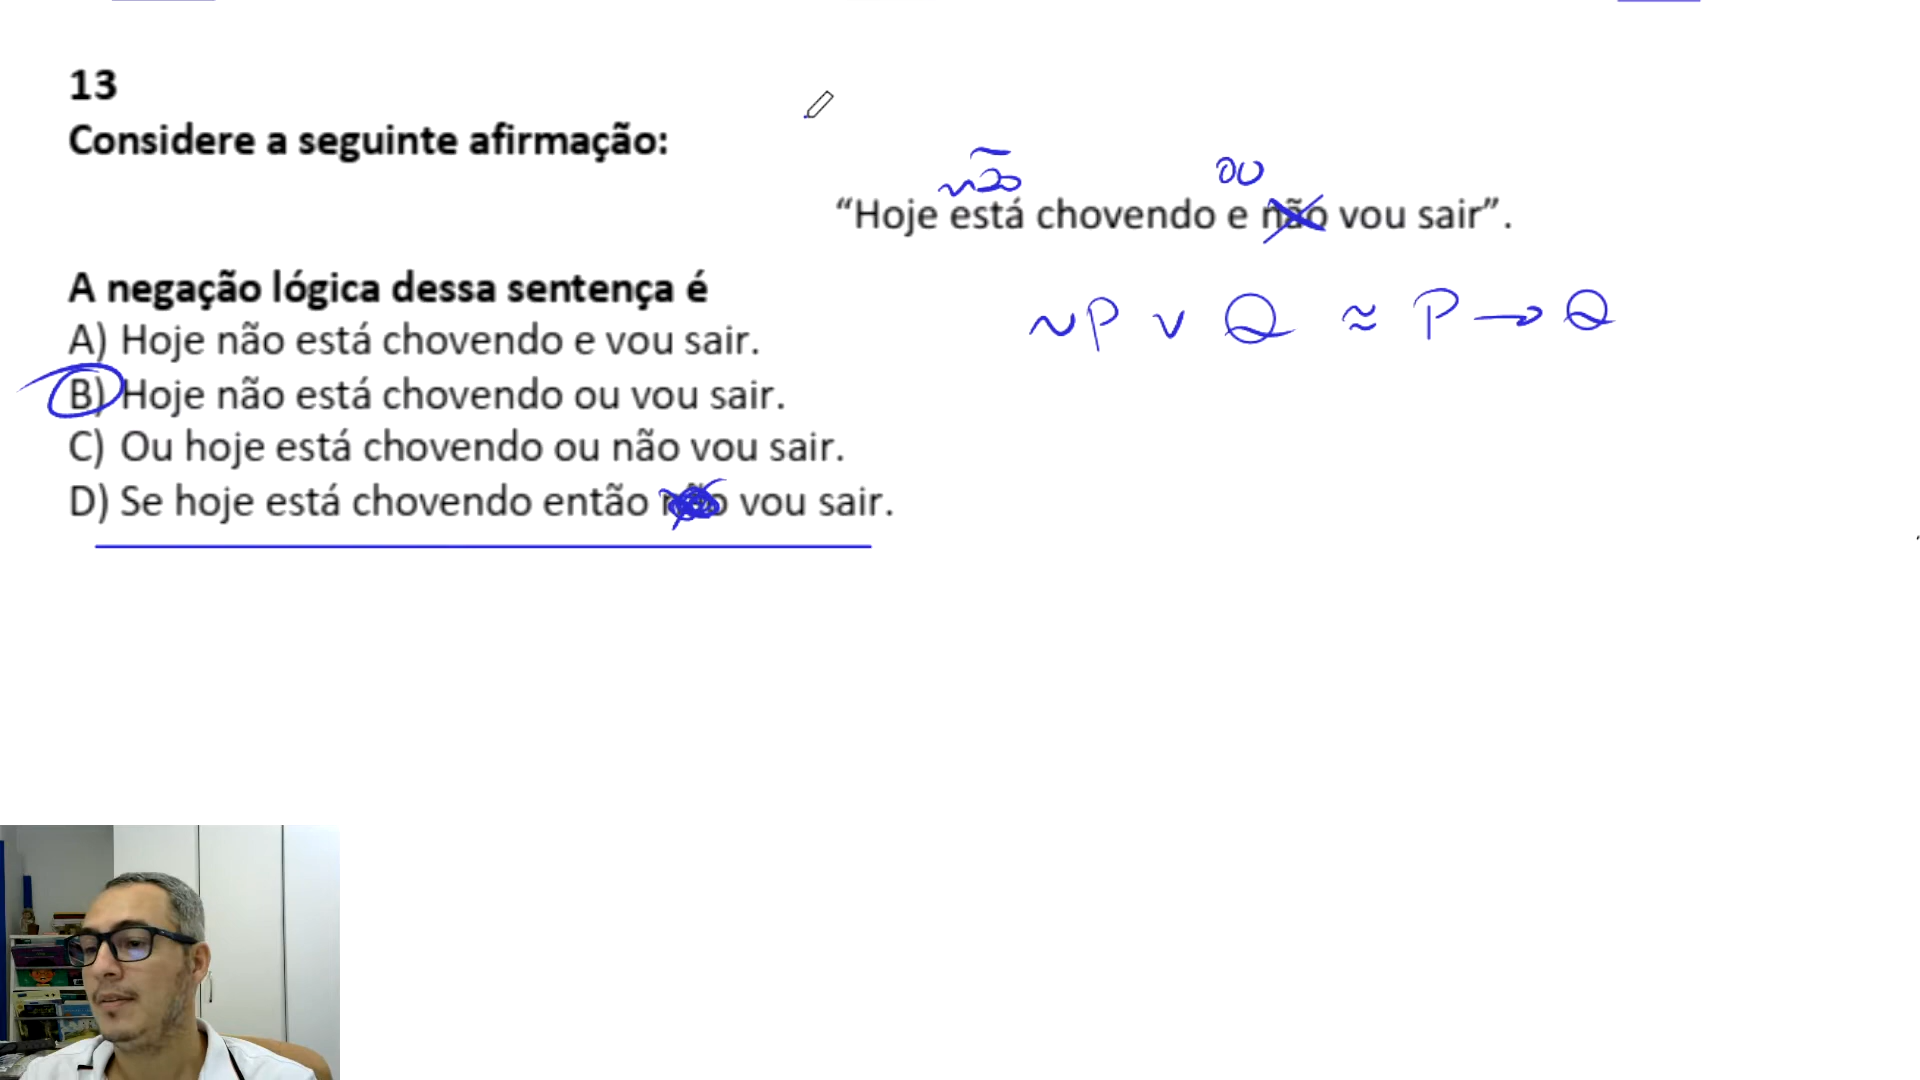 13
Considere a seguinte afirmação:
não ou
“Hoje está chovendo e não vou sair”.
A negação lógica dessa sentença é
~P v Q ≈ P → Q
A) Hoje não está chovendo e vou sair.
B) Hoje não está chovendo ou vou sair.
C) Ou hoje está chovendo ou não vou sair.
D) Se hoje está chovendo então não vou sair.